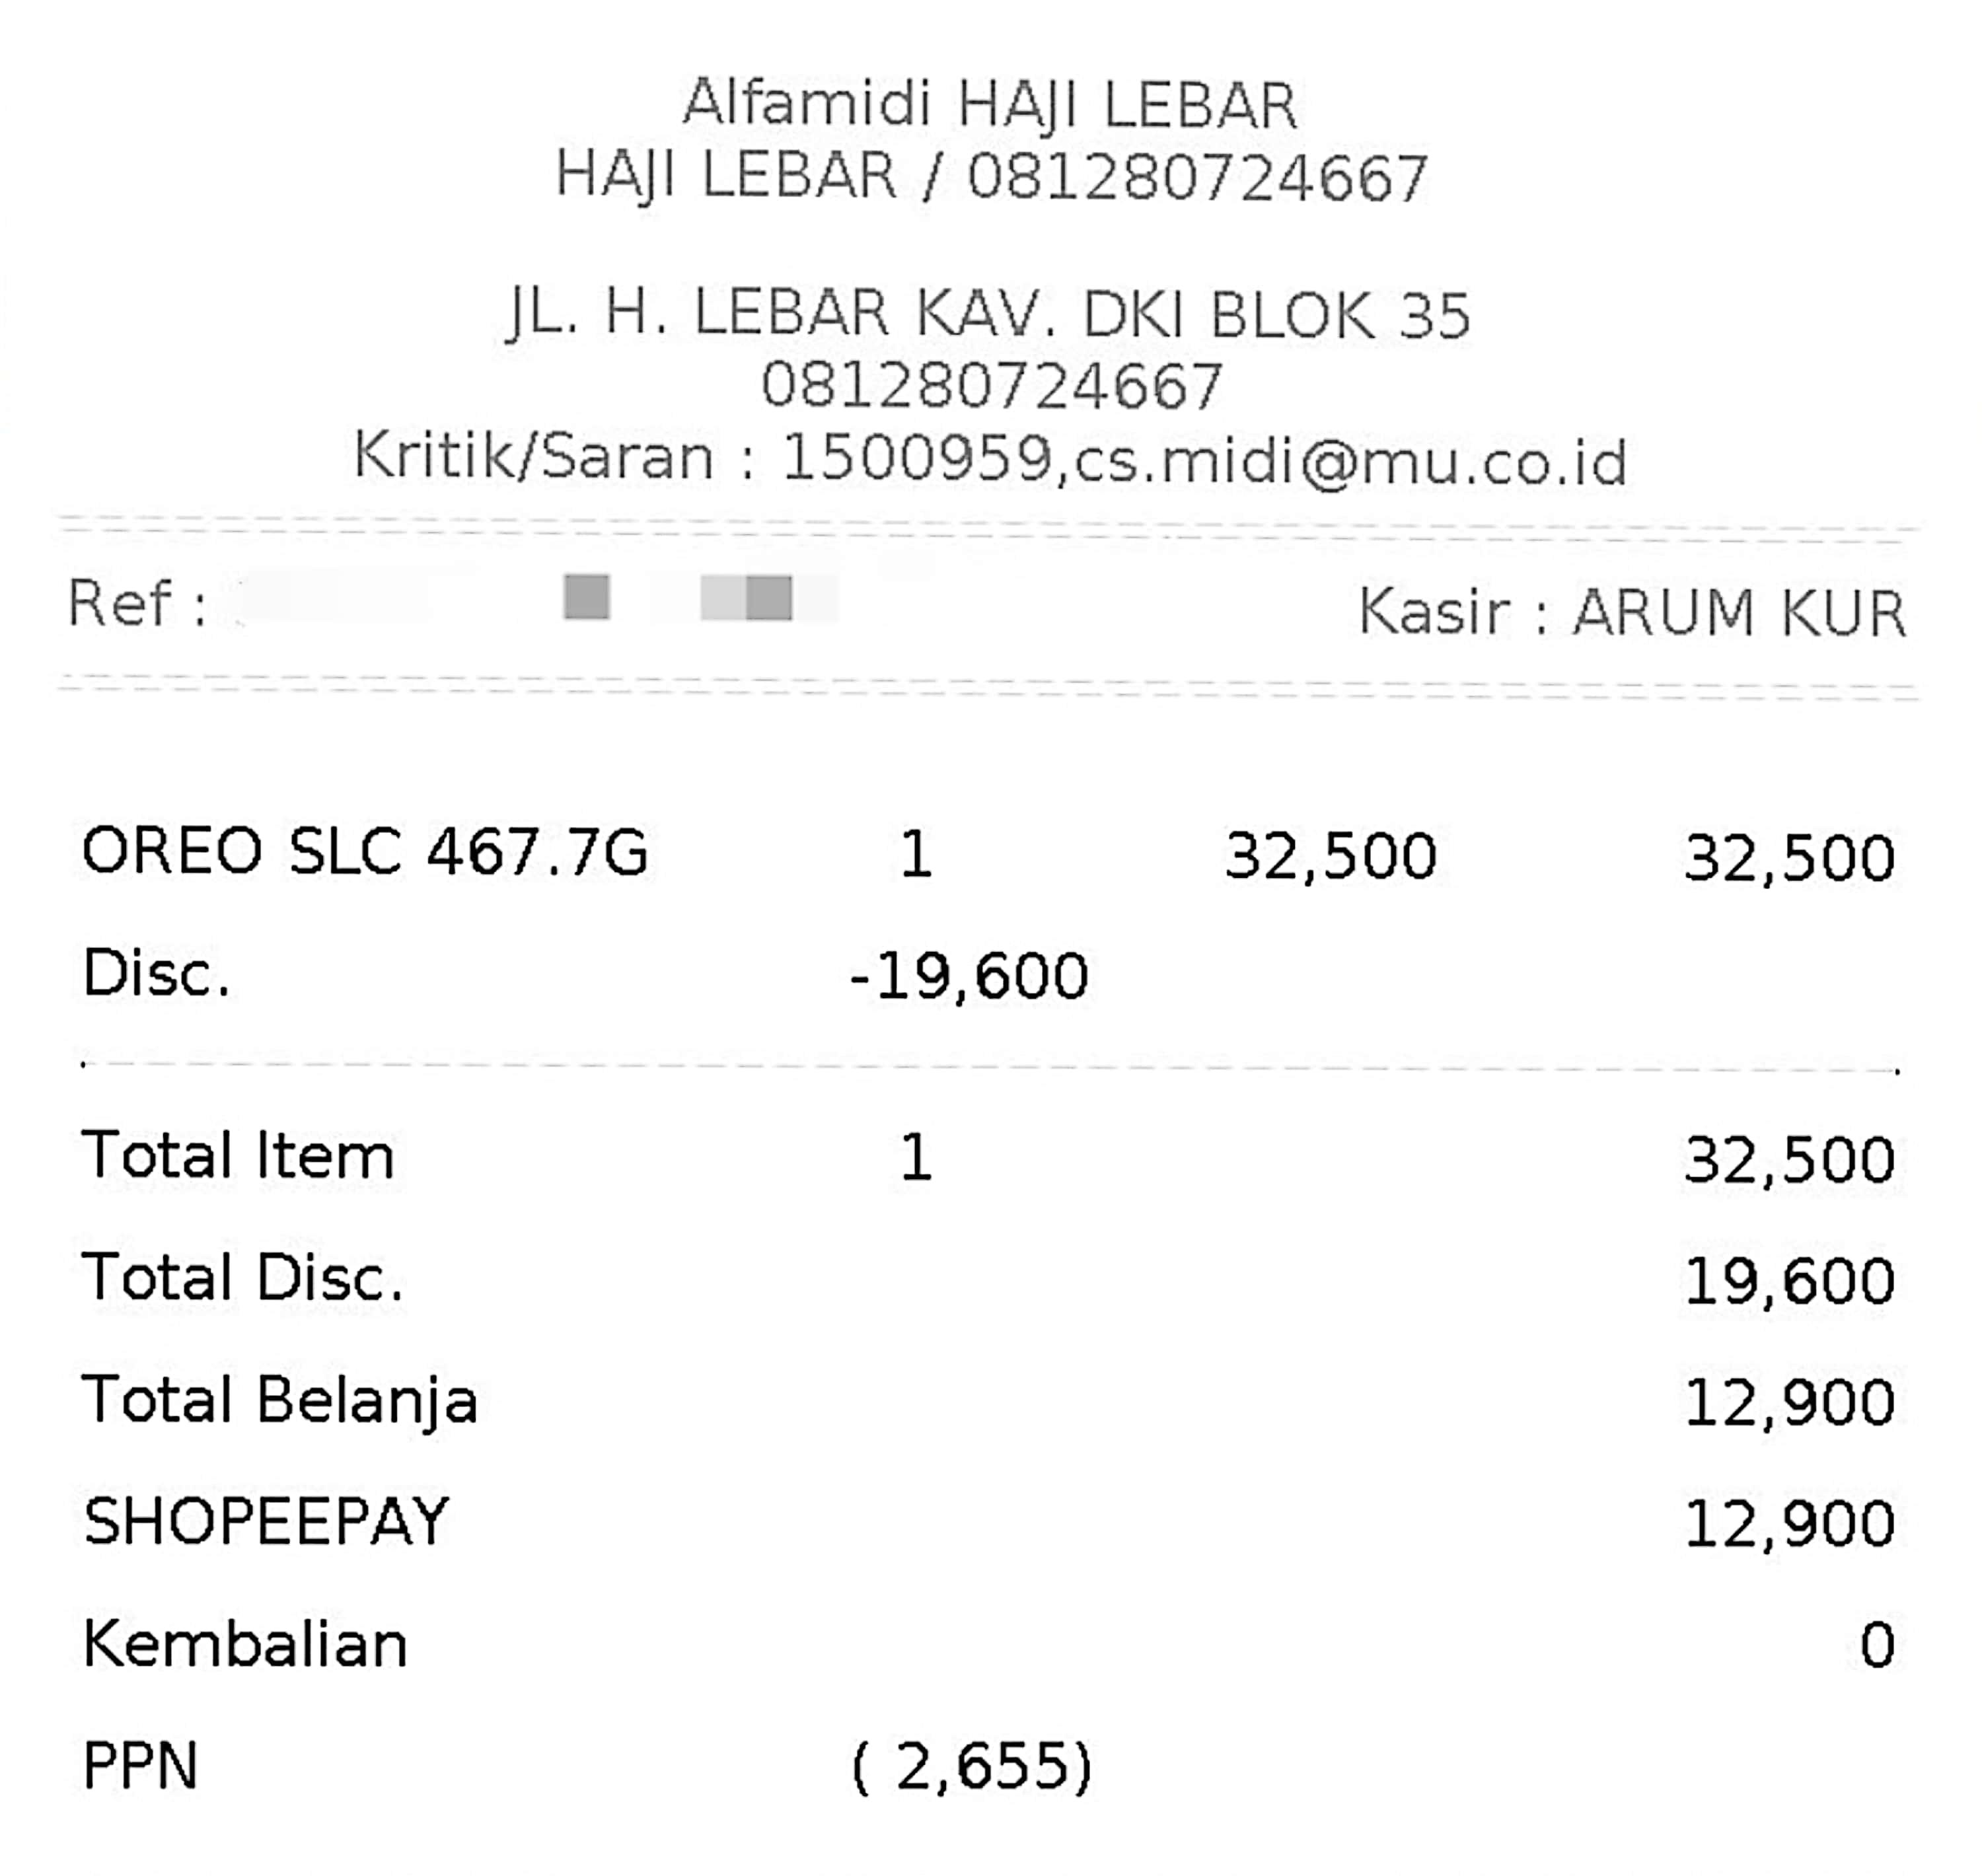 Alfamidi HAJI LEBAR
HAJI LEBAR / 081280724667
JL. H. LEBAR KAV. DKI BLOK 35
081280724667
Kritik/Saran : 1500959,cs.midi@mu.co.id
Ref : Kasir : ARUM KUR
OREO SLC 467.7G 1 32,500 32,500
Disc. -19,600
Total Item 1 32,500
Total Disc. 19,600
Total Belanja 12,900
SHOPEEPAY 12,900
Kembalian 0
PPN ( 2,655)